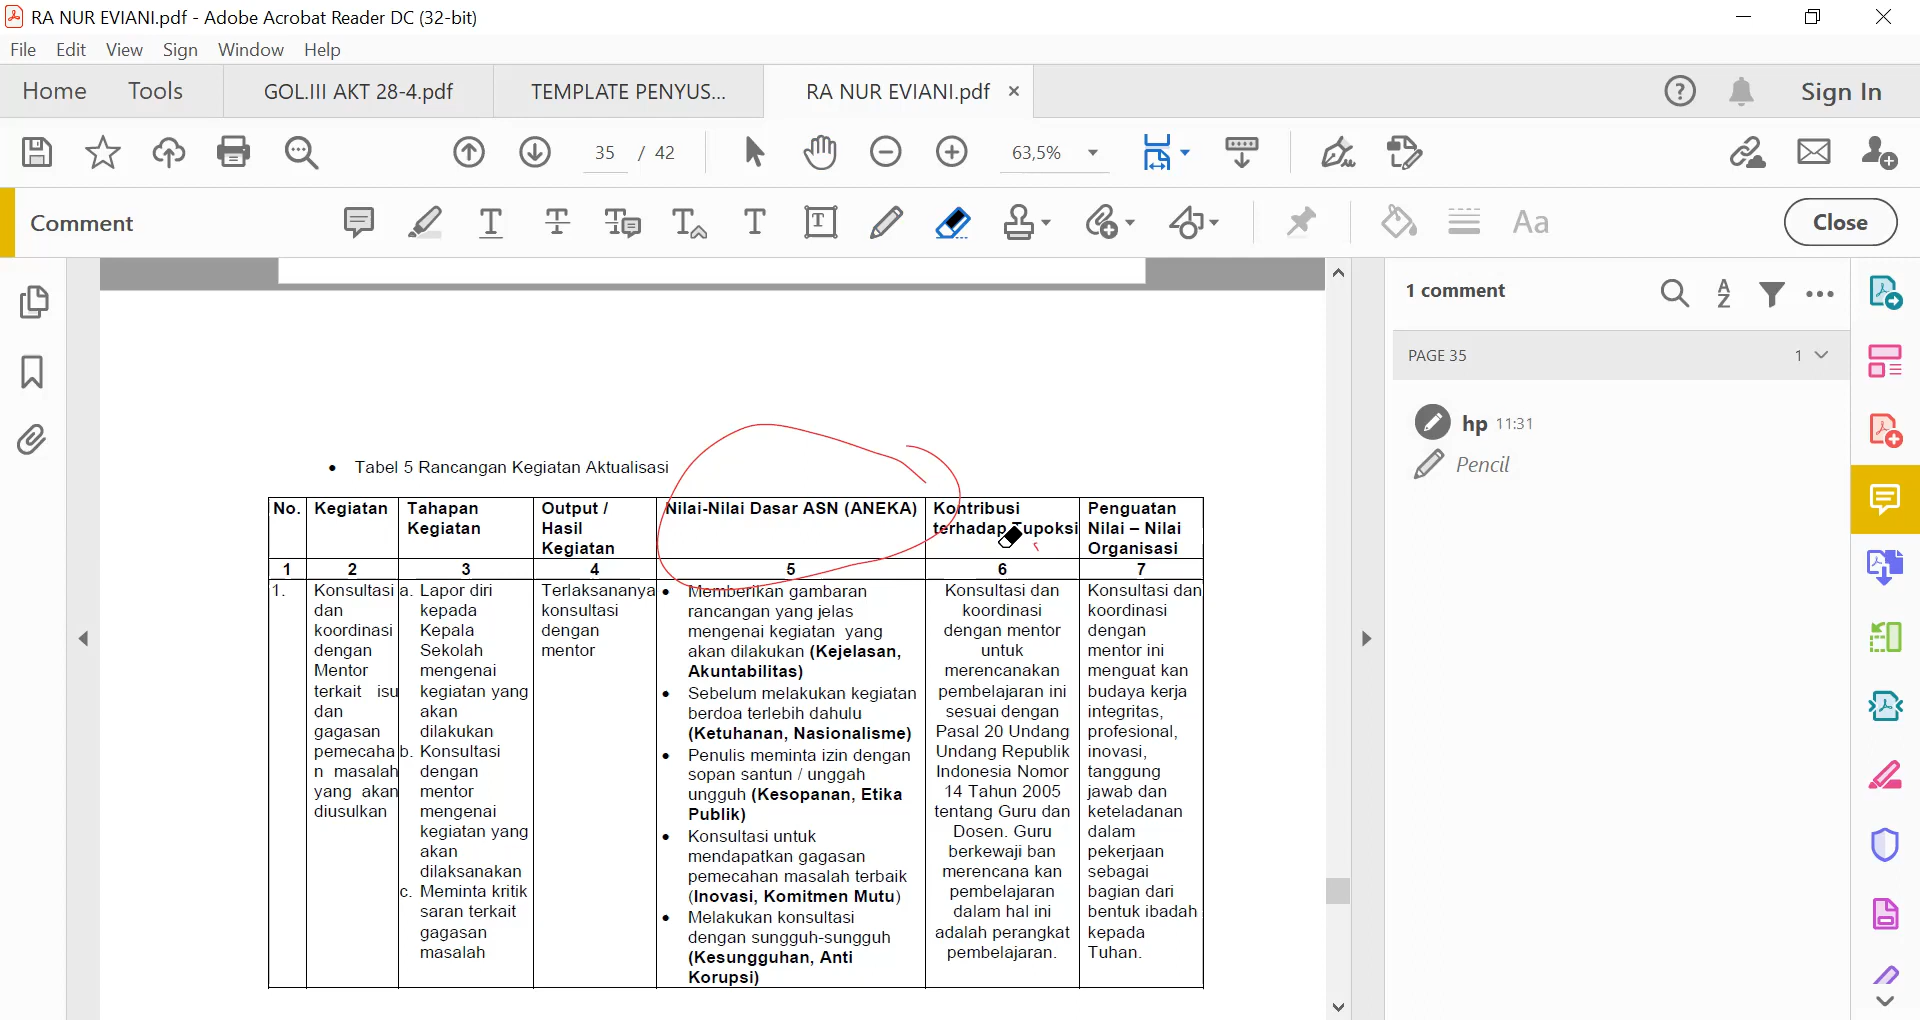 RA NUR EVIANI.pdf - Adobe Acrobat Reader DC (32-bit)
File Edit View Sign Window Help
Home Tools GOL.III AKT 28-4.pdf TEMPLATE PENYUS... RA NUR EVIANI.pdf × Sign In
35 / 42 63,5%
Comment Close
1 comment
PAGE 35 1
hp 11:31
Pencil
• Tabel 5 Rancangan Kegiatan Aktualisasi
No.
Kegiatan
Tahapan
Kegiatan
Output /
Hasil
Kegiatan
Nilai-Nilai Dasar ASN (ANEKA)
Kontribusi
terhadap Tupoksi
Penguatan
Nilai – Nilai
Organisasi
1 2 3 4 5 6 7
1.
Konsultasi
dan
koordinasi
dengan
Mentor
terkait isu
dan
gagasan
pemecaha
n masalah
yang akan
diusulkan
a. Lapor diri
kepada
Kepala
Sekolah
mengenai
kegiatan yang
akan
dilakukan
b. Konsultasi
dengan
mentor
mengenai
kegiatan yang
akan
dilaksanakan
c. Meminta kritik
saran terkait
gagasan
masalah
Terlaksananya
konsultasi
dengan
mentor
• Memberikan gambaran
rancangan yang jelas
mengenai kegiatan yang
akan dilakukan (Kejelasan,
Akuntabilitas)
• Sebelum melakukan kegiatan
berdoa terlebih dahulu
(Ketuhanan, Nasionalisme)
• Penulis meminta izin dengan
sopan santun / unggah
ungguh (Kesopanan, Etika
Publik)
• Konsultasi untuk
mendapatkan gagasan
pemecahan masalah terbaik
(Inovasi, Komitmen Mutu)
• Melakukan konsultasi
dengan sungguh-sungguh
(Kesungguhan, Anti
Korupsi)
Konsultasi dan
koordinasi
dengan mentor
untuk
merencanakan
pembelajaran ini
sesuai dengan
Pasal 20 Undang
Undang Republik
Indonesia Nomor
14 Tahun 2005
tentang Guru dan
Dosen. Guru
berkewaji ban
merencana kan
pembelajaran
dalam hal ini
adalah perangkat
pembelajaran.
Konsultasi dan
koordinasi
dengan
mentor ini
menguat kan
budaya kerja
integritas,
profesional,
inovasi,
tanggung
jawab dan
keteladanan
dalam
pekerjaan
sebagai
bagian dari
bentuk ibadah
kepada
Tuhan.